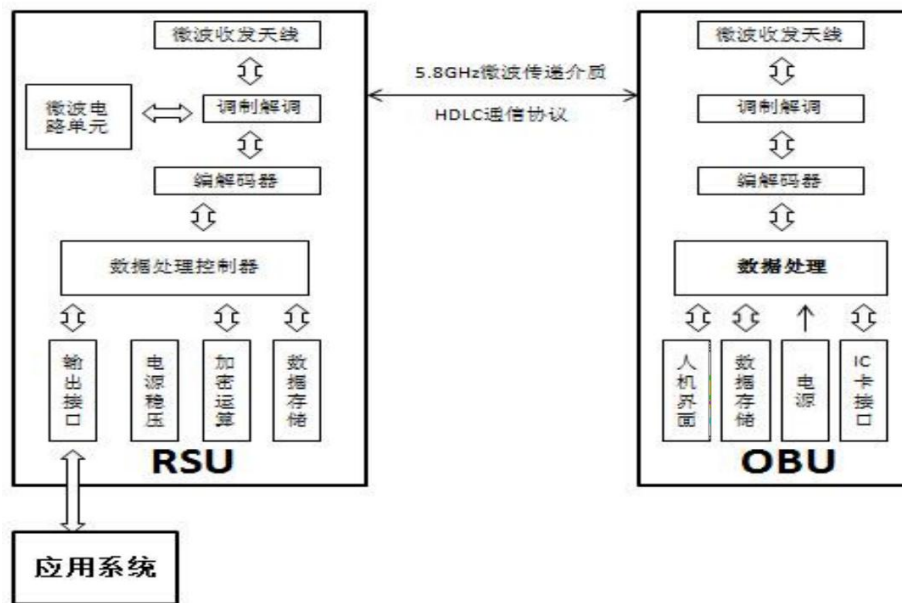 微波收发天线
微波电
路单元
调制解调
编解码器
数据处理控制器
输出接口
电源稳压
加密运算
数据存储
RSU
应用系统
5.8GHz微波传递介质
HDLC通信协议
微波收发天线
调制解调
编解码器
数据处理
人机界面
数据存储
电源
IC卡接口
OBU